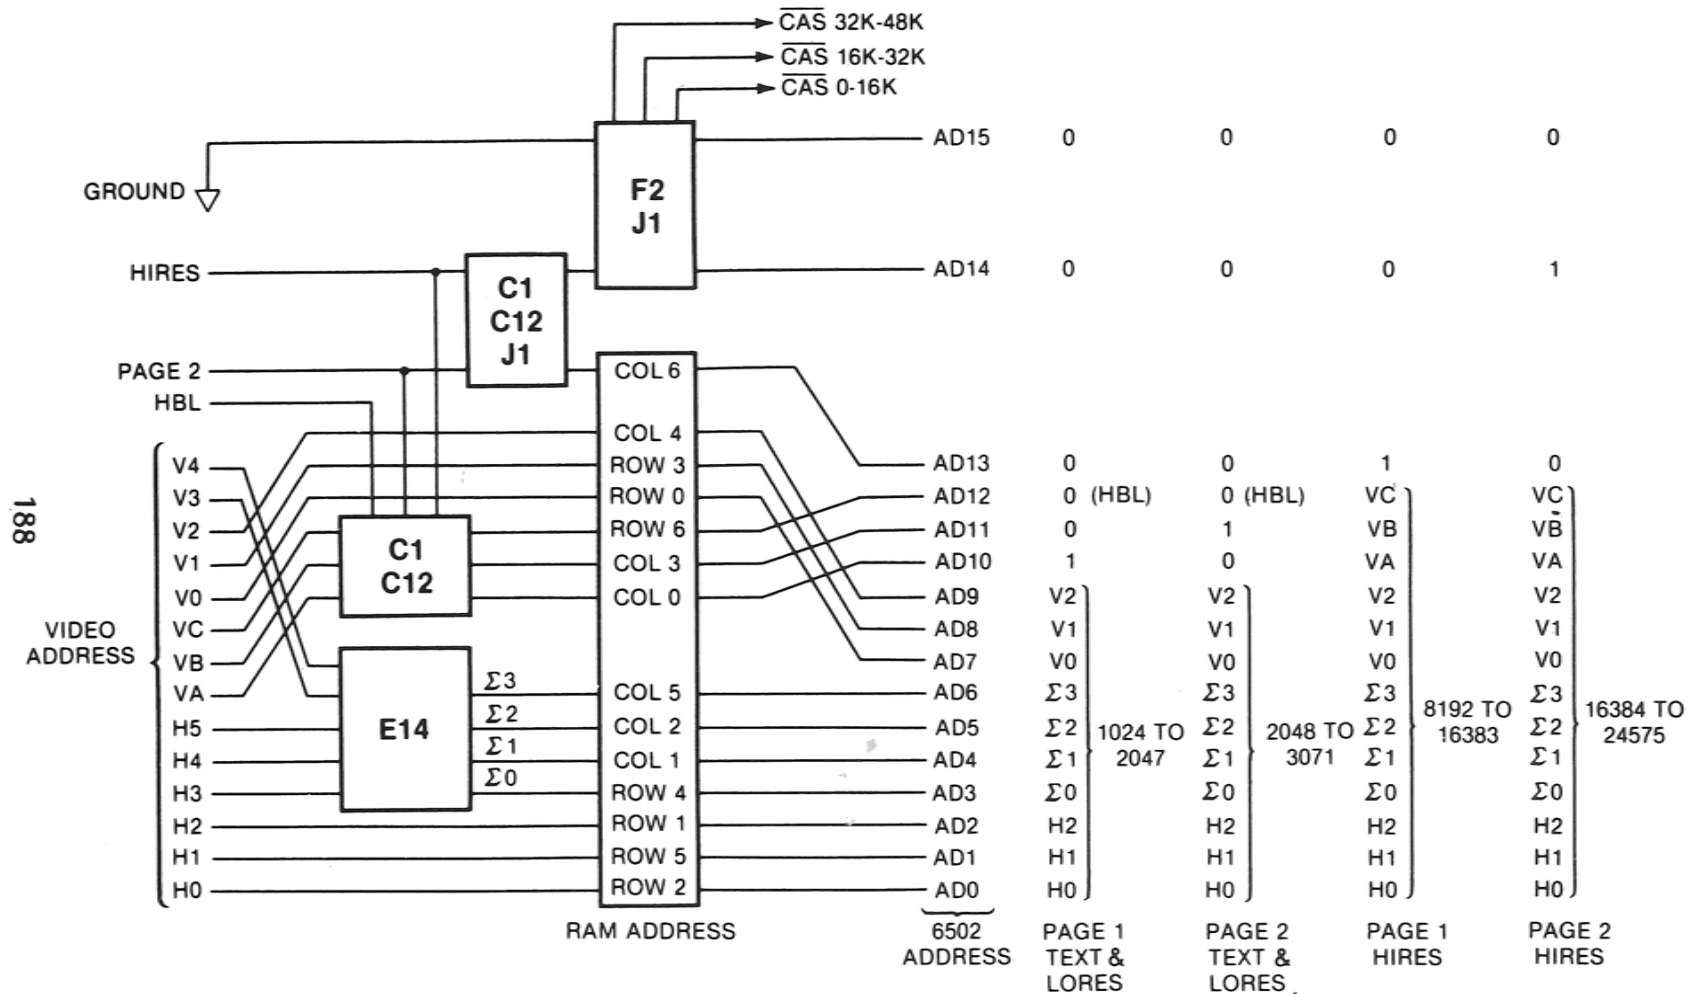 CAS 32K-48K
CAS 16K-32K
CAS 0-16K
AD15 0 0 0 0
GROUND
F2
J1
HIRES
AD14 0 0 0 1
C1
C12
J1
PAGE 2
COL 6
HBL
COL 4
V4
ROW 3
AD13 0 0 1 0
V3
ROW 0
AD12 0 (HBL) 0 (HBL) VC VC
V2
ROW 6
AD11 0 1 VB VB
C1
C12
V1
COL 3
AD10 1 0 VA VA
V0
COL 0
AD9 V2 V2 V2 V2
VIDEO
ADDRESS
VC
AD8 V1 V1 V1 V1
VB
AD7 V0 V0 V0 V0
VA
Σ3
COL 5
AD6 Σ3 Σ3 Σ3 Σ3
H5
E14
Σ2
COL 2
AD5 Σ2 Σ2 Σ2 Σ2
1024 TO
2047
2048 TO
3071
8192 TO
16383
16384 TO
24575
H4
Σ1
COL 1
AD4 Σ1 Σ1 Σ1 Σ1
H3
Σ0
ROW 4
AD3 Σ0 Σ0 Σ0 Σ0
H2
ROW 1
AD2 H2 H2 H2 H2
H1
ROW 5
AD1 H1 H1 H1 H1
H0
ROW 2
AD0 H0 H0 H0 H0
RAM ADDRESS
6502
ADDRESS
PAGE 1
TEXT &
LORES
PAGE 2
TEXT &
LORES
PAGE 1
HIRES
PAGE 2
HIRES
188